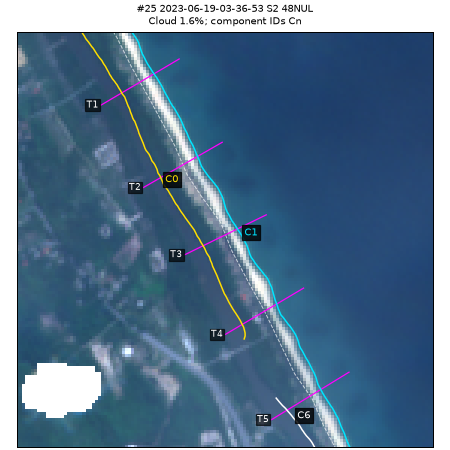 #25 2023-06-19-03-36-53 S2 48NUL
Cloud 1.6%; component IDs Cn
T1
C0
T2
C1
T3
T4
C6
T5